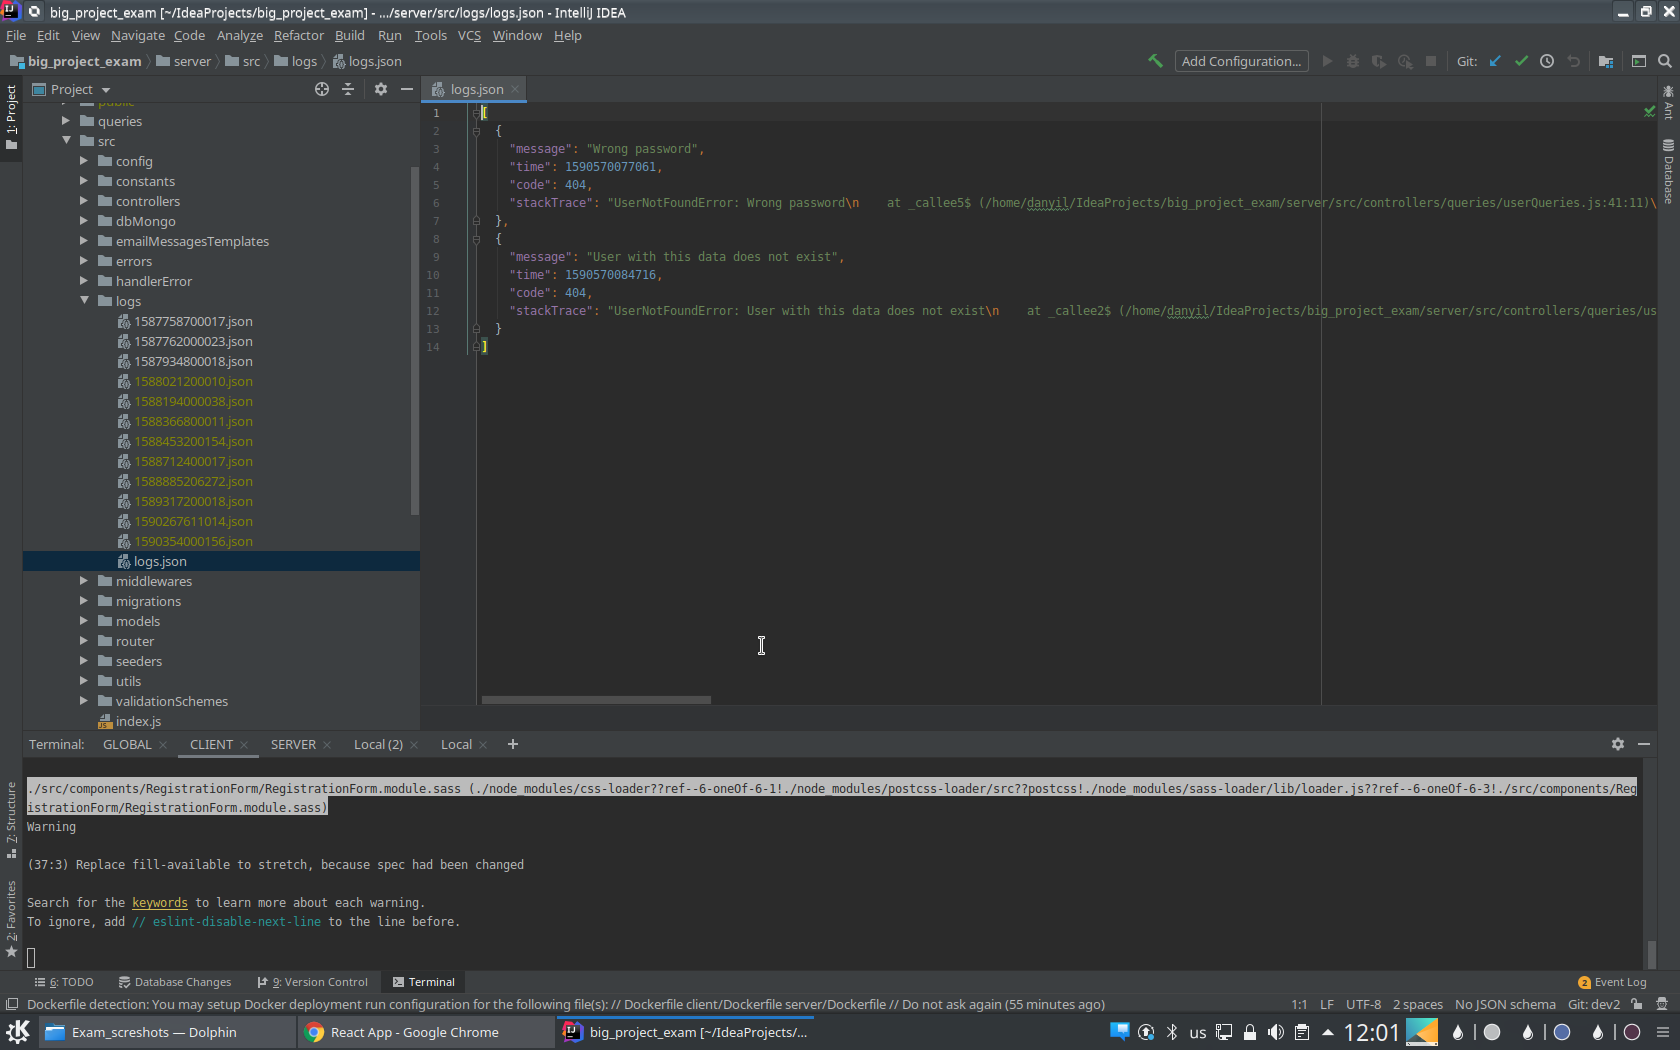 big_project_exam [~/IdeaProjects/big_project_exam] - .../server/src/logs/logs.json - IntelliJ IDEA
File Edit View Navigate Code Analyze Refactor Build Run Tools VCS Window Help
big_project_exam server src logs logs.json Add Configuration... Git:
1: Project
Project
logs.json
public
queries
src
config
constants
controllers
dbMongo
emailMessagesTemplates
errors
handlerError
logs
1587758700017.json
1587762000023.json
1587934800018.json
1588021200010.json
1588194000038.json
1588366800011.json
1588453200154.json
1588712400017.json
1588885206272.json
1589317200018.json
1590267611014.json
1590354000156.json
logs.json
middlewares
migrations
models
router
seeders
utils
validationSchemes
index.js
1 [
2 {
3 "message": "Wrong password",
4 "time": 1590570077061,
5 "code": 404,
6 "stackTrace": "UserNotFoundError: Wrong password\n    at _callee5$ (/home/danyil/IdeaProjects/big_project_exam/server/src/controllers/queries/userQueries.js:41:11)\
7 },
8 {
9 "message": "User with this data does not exist",
10 "time": 1590570084716,
11 "code": 404,
12 "stackTrace": "UserNotFoundError: User with this data does not exist\n    at _callee2$ (/home/danyil/IdeaProjects/big_project_exam/server/src/controllers/queries/us
13 }
14 ]
Ant
Database
Terminal: GLOBAL CLIENT SERVER Local (2) Local +
./src/components/RegistrationForm/RegistrationForm.module.sass (./node_modules/css-loader??ref--6-oneOf-6-1!./node_modules/postcss-loader/src??postcss!./node_modules/sass-loader/lib/loader.js??ref--6-oneOf-6-3!./src/components/Reg
istrationForm/RegistrationForm.module.sass)
Warning
(37:3) Replace fill-available to stretch, because spec had been changed
Search for the keywords to learn more about each warning.
To ignore, add // eslint-disable-next-line to the line before.
7: Structure
2: Favorites
6: TODO Database Changes 9: Version Control Terminal 2 Event Log
Dockerfile detection: You may setup Docker deployment run configuration for the following file(s): // Dockerfile client/Dockerfile server/Dockerfile // Do not ask again (55 minutes ago) 1:1 LF UTF-8 2 spaces No JSON schema Git: dev2
Exam_screshots — Dolphin React App - Google Chrome big_project_exam [~/IdeaProjects/... us 12:01